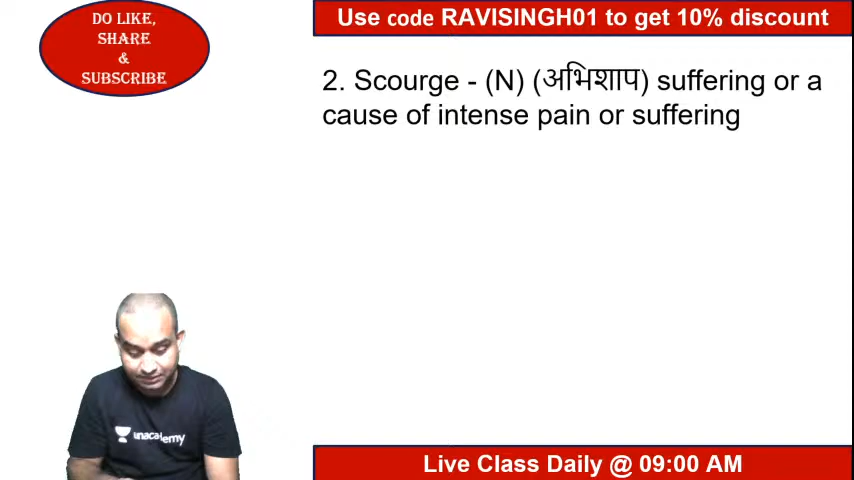 DO LIKE,
SHARE
&
SUBSCRIBE
Use code RAVISINGH01 to get 10% discount
2. Scourge - (N) (अभिशाप) suffering or a
cause of intense pain or suffering
unacademy
Live Class Daily @ 09:00 AM